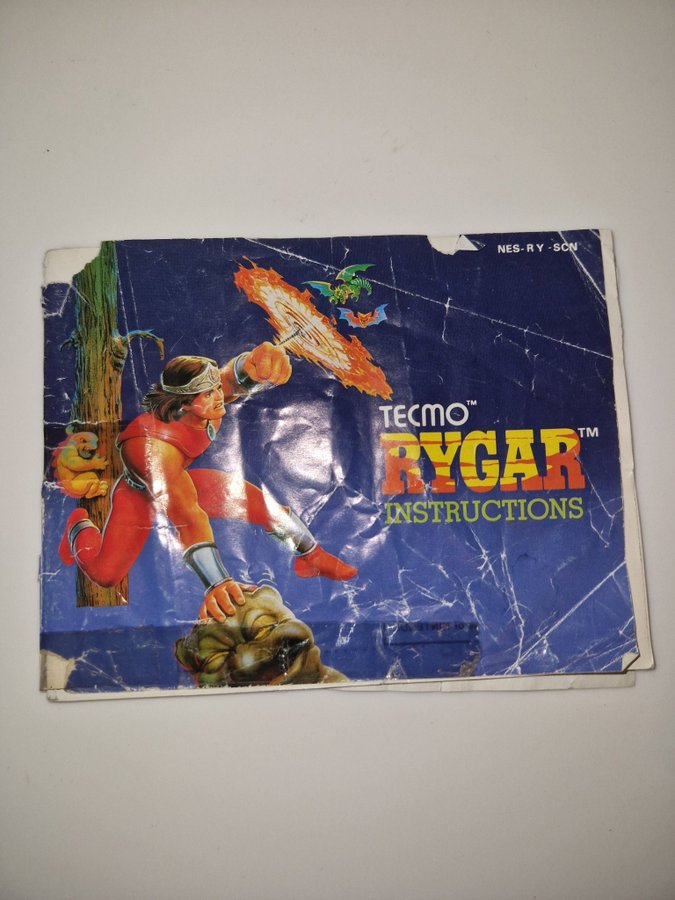 NES-RY-SCN
TECMO™
RYGAR™
INSTRUCTIONS